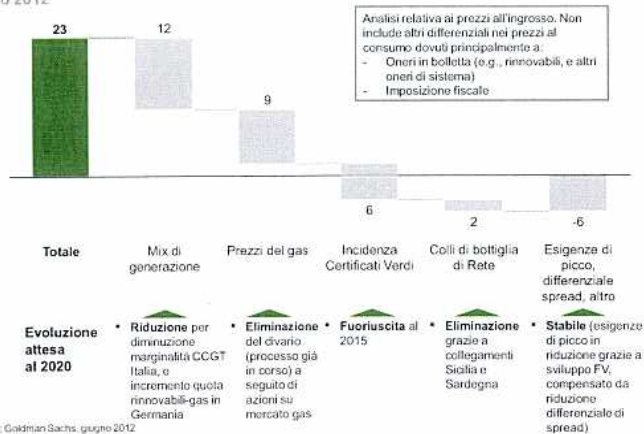 2012
Analisi relativa ai prezzi all'ingrosso. Non
include altri differenziali nei prezzi al
consumo dovuti principalmente a:
- Oneri in bolletta (e.g., rinnovabili, e altri
oneri di sistema)
- Imposizione fiscale
23
12
9
6
2
-6
Totale
Mix di
generazione
Prezzi del gas
Incidenza
Certificati Verdi
Colli di bottiglia
di Rete
Esigenze di
picco,
differenziale
spread, altro
Evoluzione
attesa
al 2020
• Riduzione per
diminuzione
marginalità CCGT
Italia, e
incremento quota
rinnovabili-gas in
Germania
• Eliminazione
del divario
(processo già
in corso) a
seguito di
azioni su
mercato gas
• Fuoriuscita al
2015
• Eliminazione
grazie a
collegamenti
Sicilia e
Sardegna
• Stabile (esigenze
di picco in
riduzione grazie a
sviluppo FV,
compensato da
riduzione
differenziale di
spread)
Goldman Sachs, giugno 2012